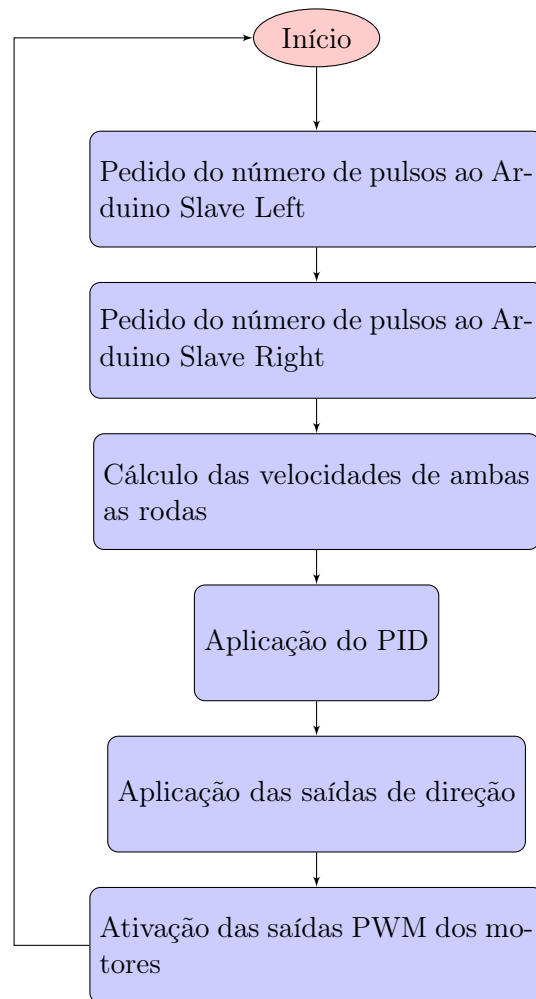 Início
Pedido do número de pulsos ao Ar-
duino Slave Left
Pedido do número de pulsos ao Ar-
duino Slave Right
Cálculo das velocidades de ambas
as rodas
Aplicação do PID
Aplicação das saídas de direção
Ativação das saídas PWM dos mo-
tores